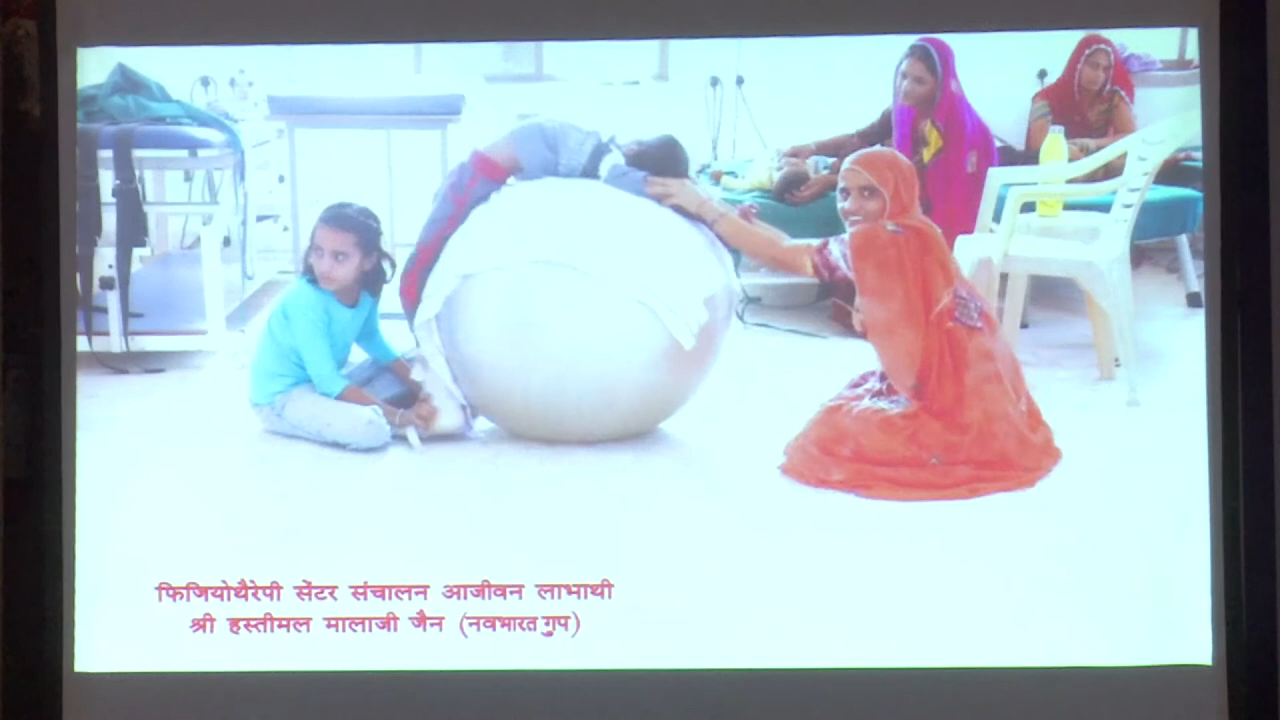 फिजियोथैरेपी सेंटर संचालन आजीवन लाभार्थी
श्री हस्तीमल मालाजी जैन (नवभारत गुप)